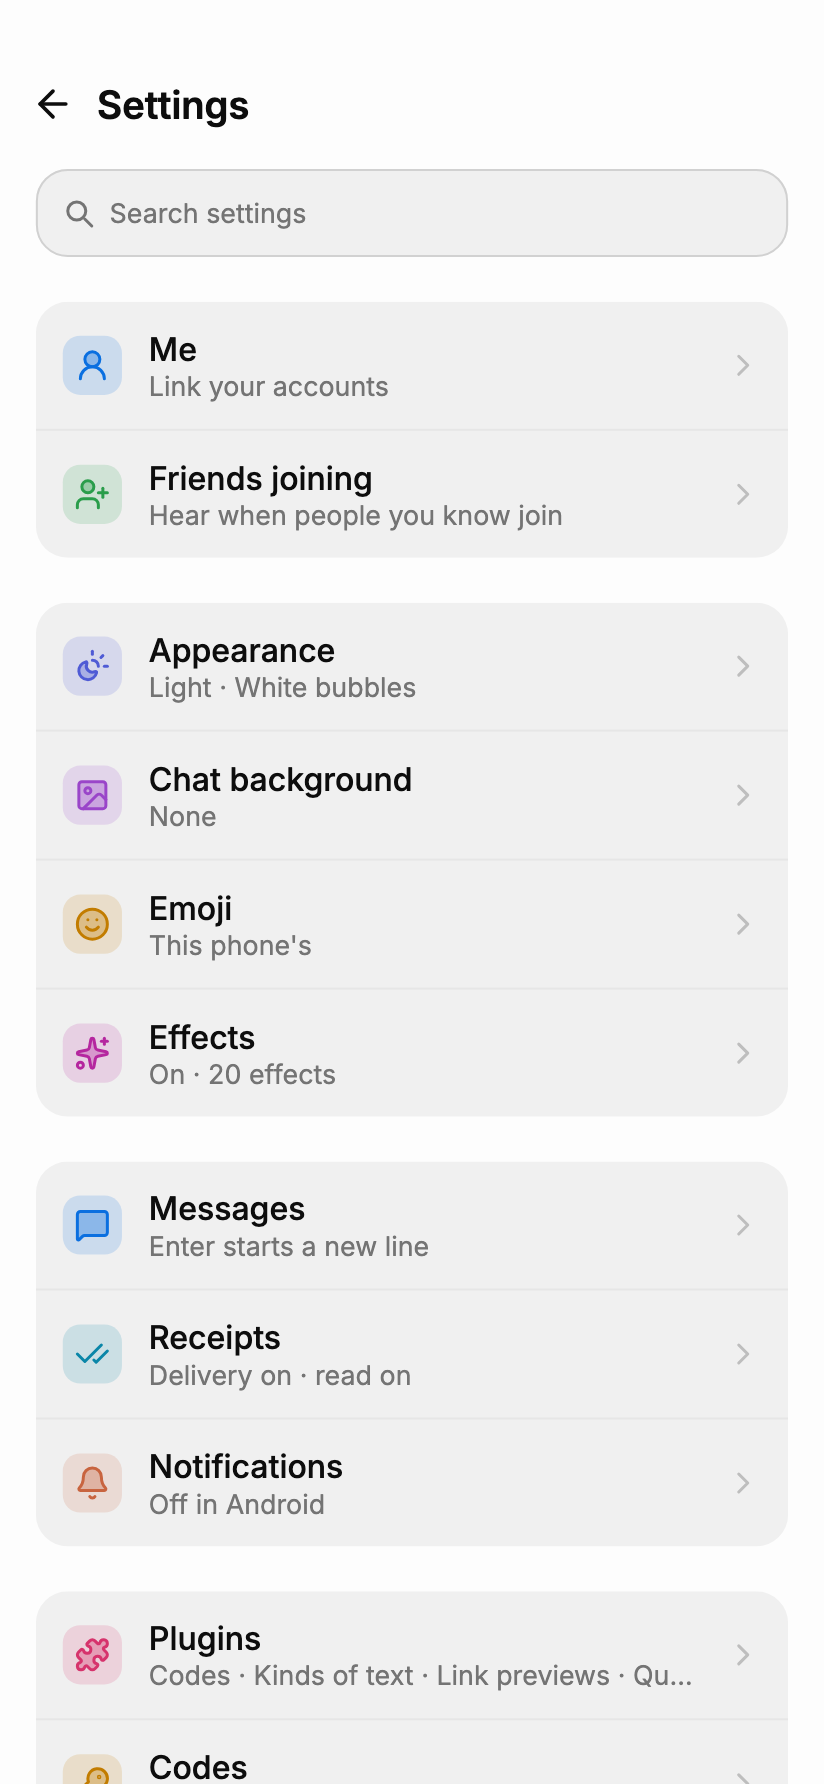 Settings
Search settings
Me
Link your accounts
Friends joining
Hear when people you know join
Appearance
Light · White bubbles
Chat background
None
Emoji
This phone's
Effects
On · 20 effects
Messages
Enter starts a new line
Receipts
Delivery on · read on
Notifications
Off in Android
Plugins
Codes · Kinds of text · Link previews · Qu...
Codes